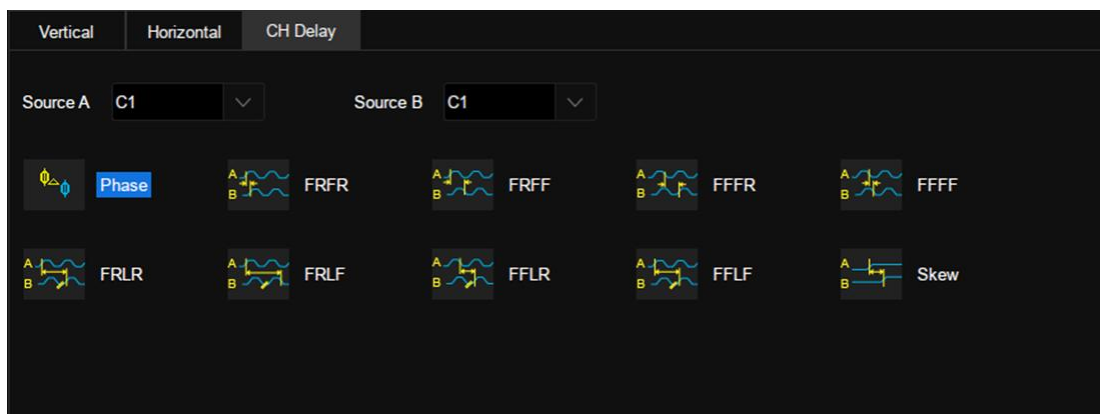 Vertical Horizontal CH Delay
Source A C1 Source B C1
Phase A B FRFR A B FRFF A B FFFR A B FFFF
A B FRLR A B FRLF A B FFLR A B FFLF A B Skew